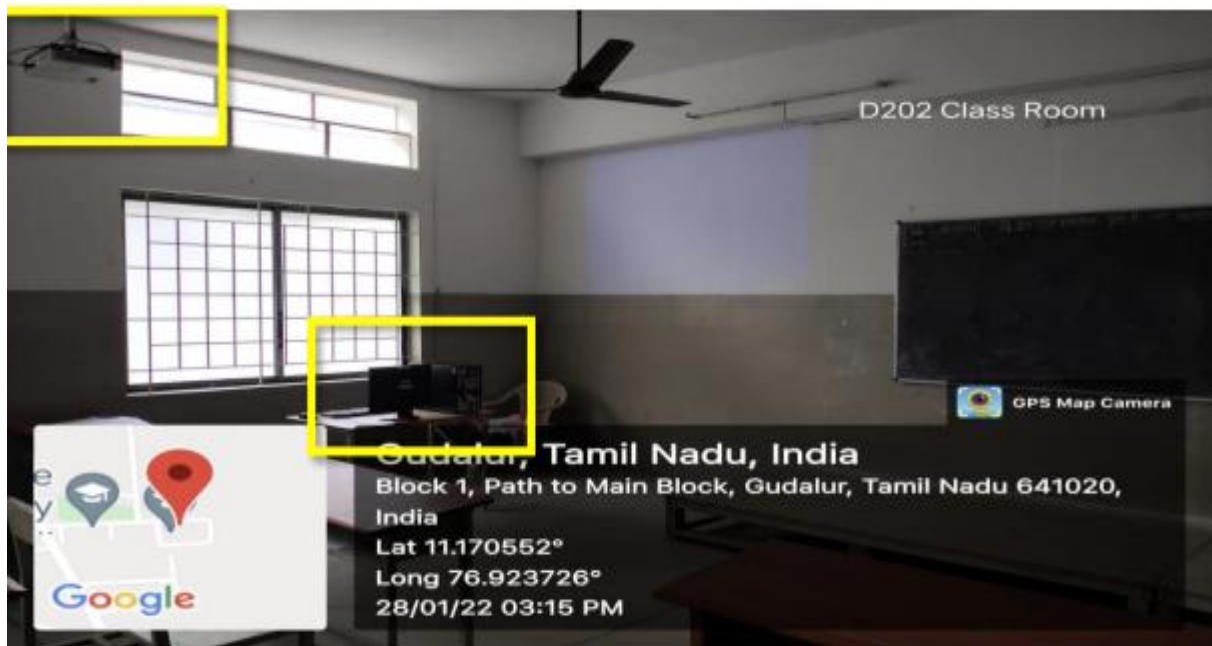 D202 Class Room
GPS Map Camera
Gudalur, Tamil Nadu, India
Block 1, Path to Main Block, Gudalur, Tamil Nadu 641020,
India
Lat 11.170552°
Long 76.923726°
28/01/22 03:15 PM
e
y
Google